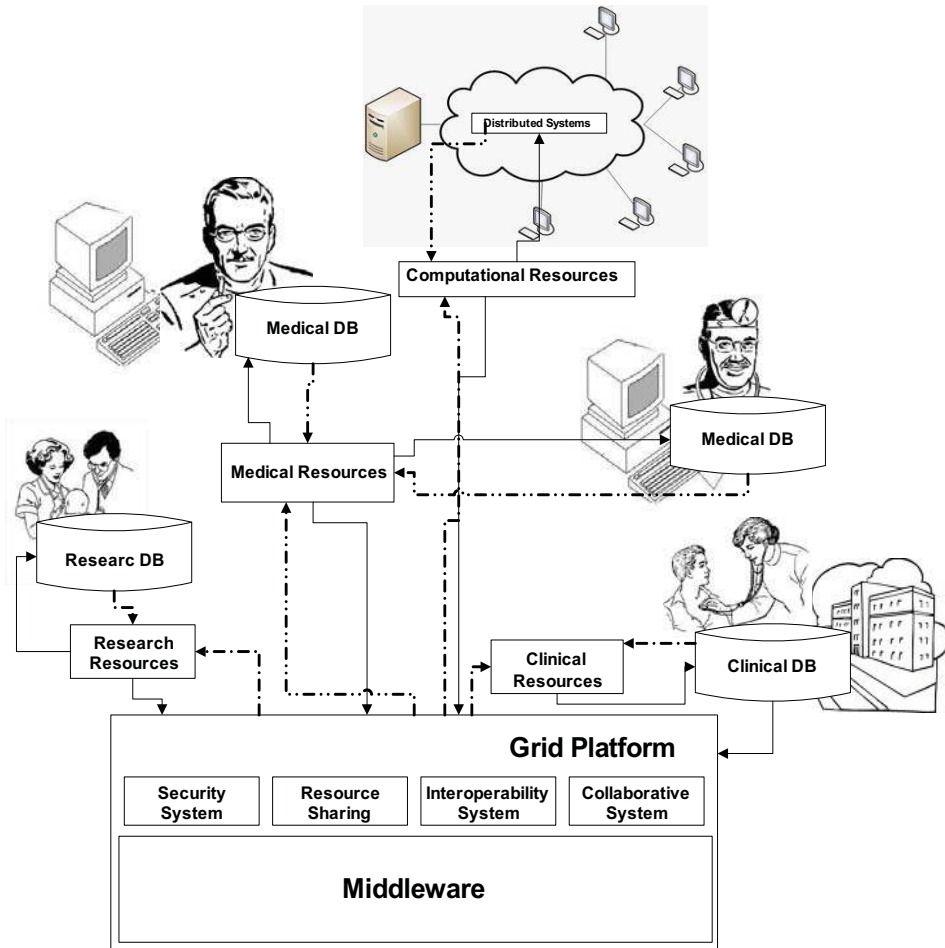 Distributed Systems
Computational Resources
Medical DB
Medical DB
Medical Resources
Researc DB
Research
Resources
Clinical
Resources
Clinical DB
Grid Platform
Security
System
Resource
Sharing
Interoperability
System
Collaborative
System
Middleware